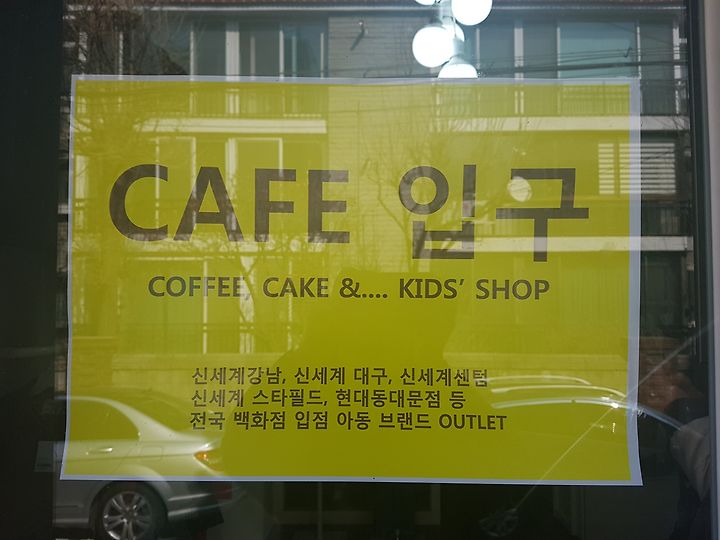 CAFE 입구
COFFEE, CAKE &.... KIDS' SHOP
신세계강남, 신세계 대구, 신세계센텀
신세계 스타필드, 현대동대문점 등
전국 백화점 입점 아동 브랜드 OUTLET